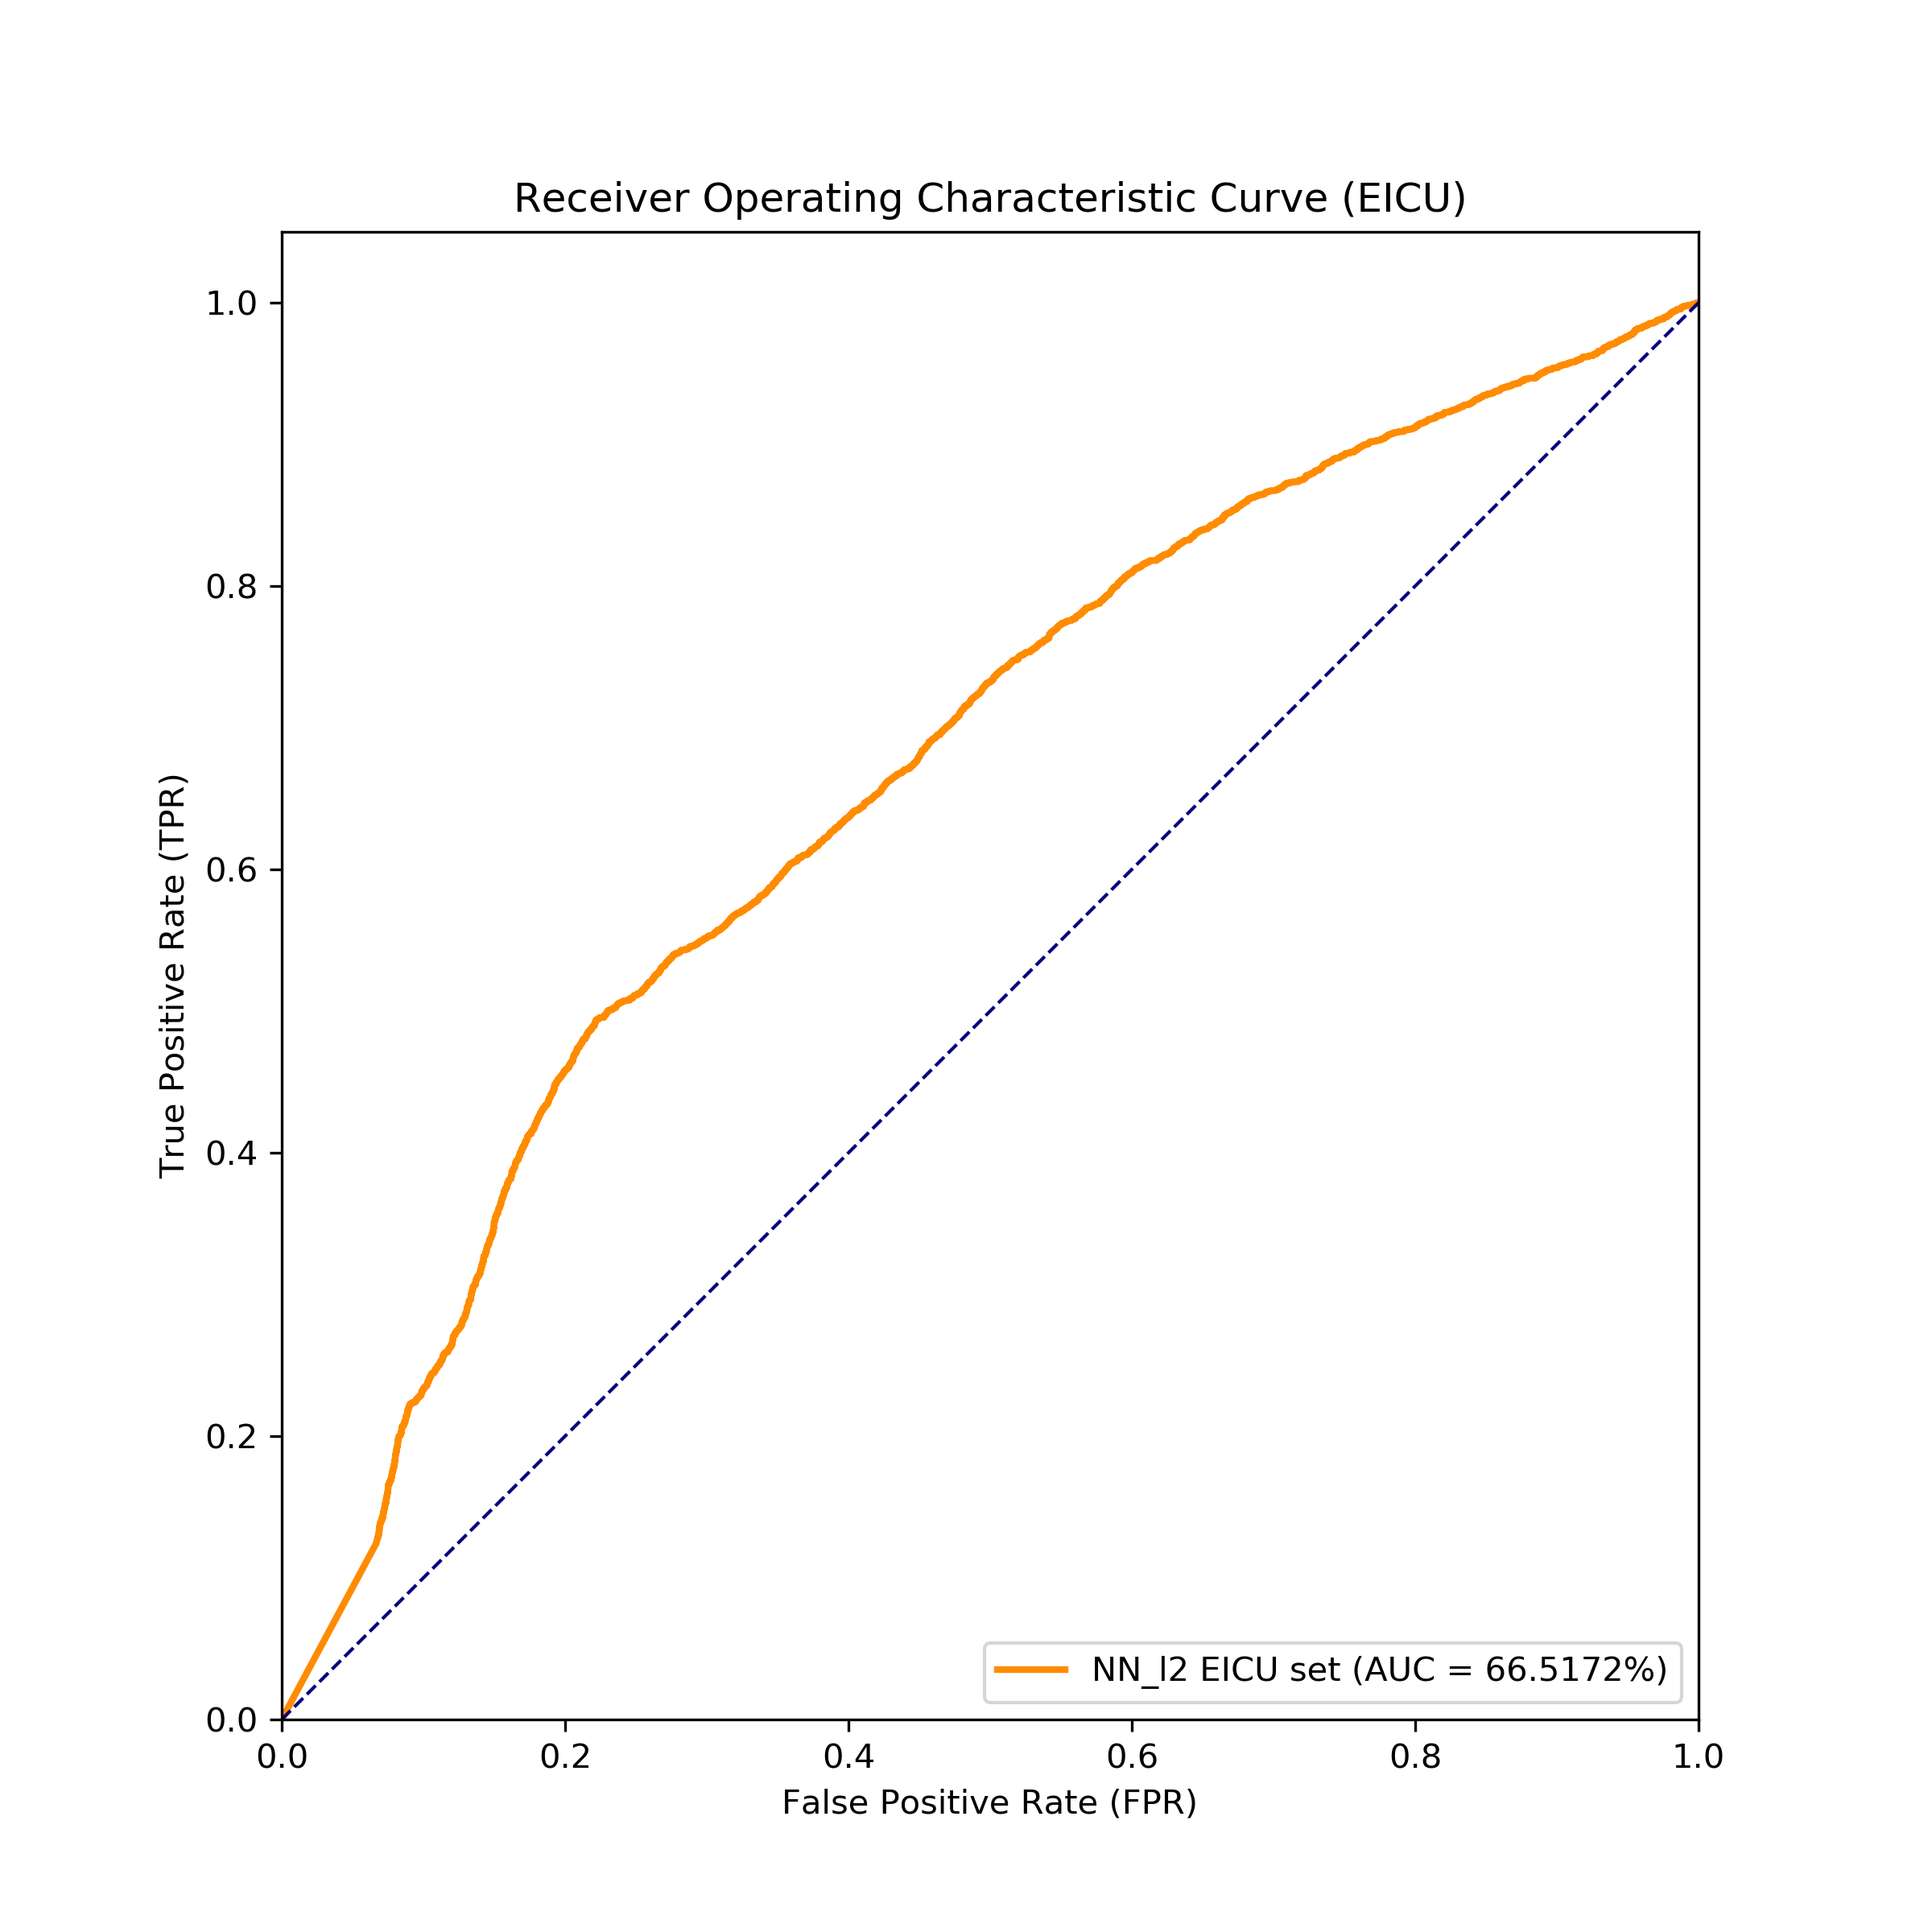 Receiver Operating Characteristic Curve (EICU)
True Positive Rate (TPR)
1.0
0.8
0.6
0.4
0.2
0.0
NN_l2 EICU set (AUC = 66.5172%)
0.0 0.2 0.4 0.6 0.8 1.0
False Positive Rate (FPR)